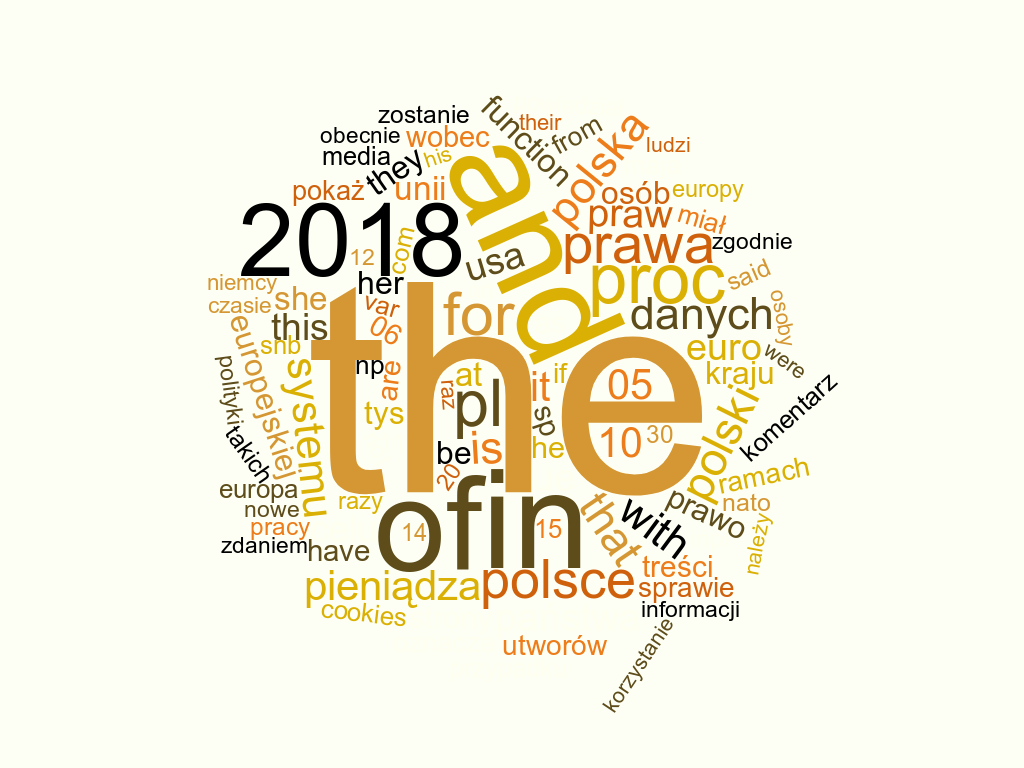 zostanie
function
their
obecnie
wobec
from
polska
ludzi
media
they
his
pokaż
unii
and
osób
europy
2018
praw
miał
12
com
usa
prawa
zgodnie
niemcy
her
proc
said
czasie
she
var
for
danych
osoby
this
06
the
shb
euro
were
europejskiej
np
are
at
if
kraju
polityki
systemu
raz
pl
it
05
polski
komentarz
tys
sp
takich
be
is
he
10
30
20
ramach
europa
razy
of
in
that
with
prawo
nato
nowe
pracy
14
15
należy
zdaniem
have
treści
pieniądza
polsce
sprawie
cookies
informacji
utworów
korzystanie